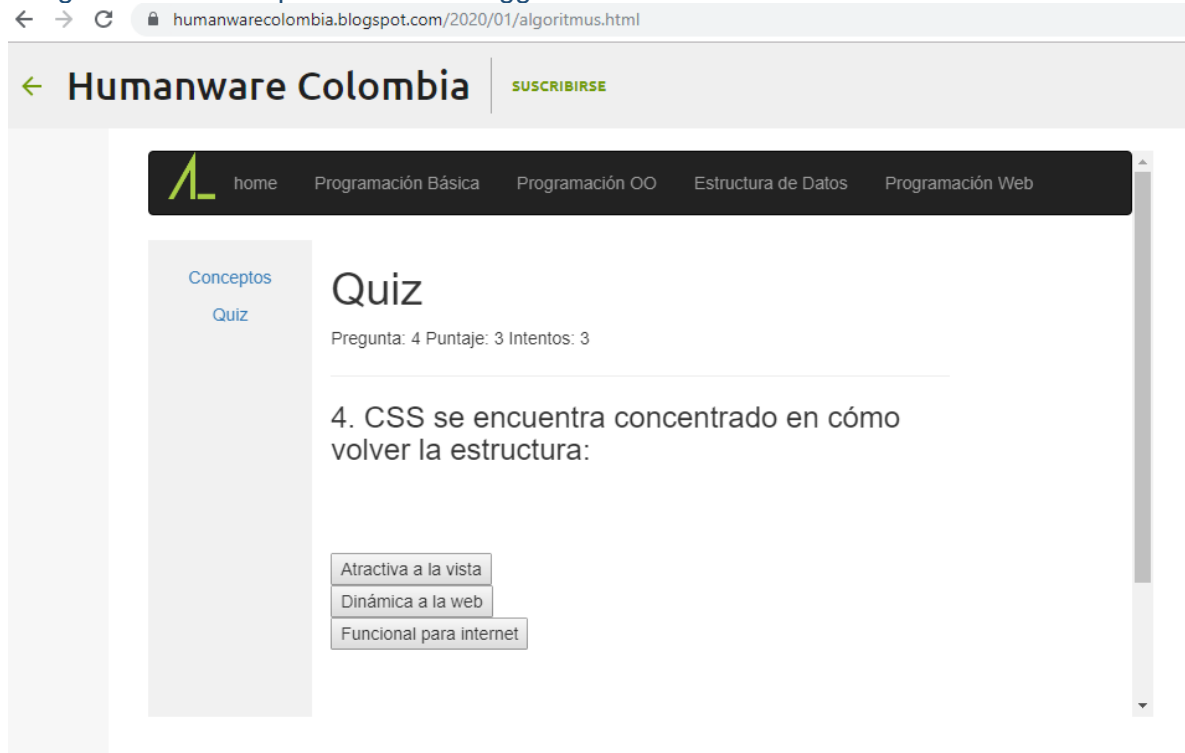 humanwarecolombia.blogspot.com/2020/01/algoritmus.html
Humanware Colombia SUSCRIBIRSE
home Programación Básica Programación OO Estructura de Datos Programación Web
Conceptos
Quiz
Quiz
Pregunta: 4 Puntaje: 3 Intentos: 3
4. CSS se encuentra concentrado en cómo
volver la estructura:
Atractiva a la vista
Dinámica a la web
Funcional para internet